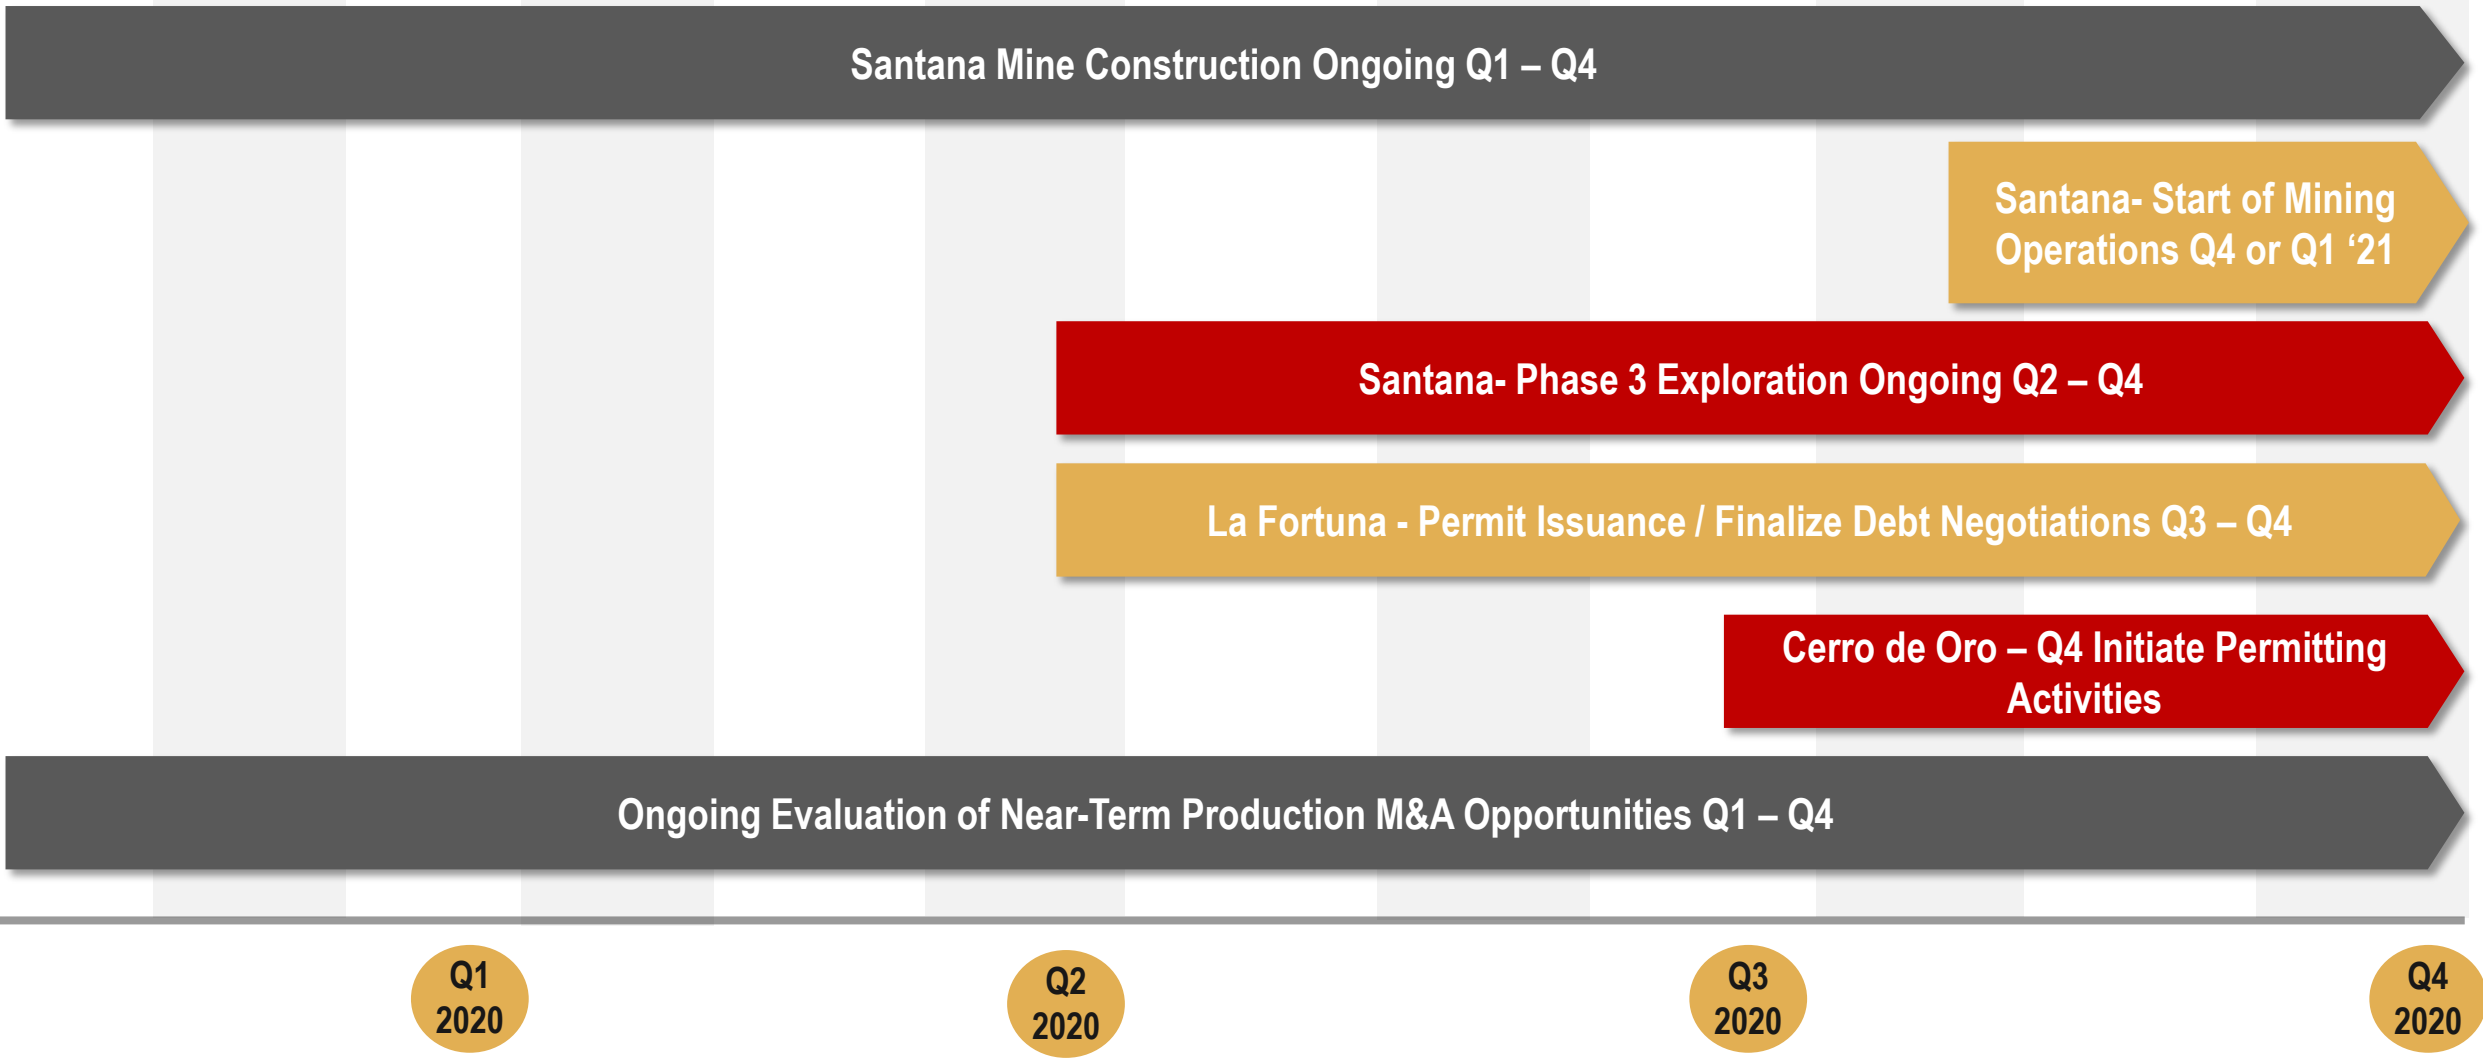 Santana Mine Construction Ongoing Q1 – Q4
Santana- Start of Mining
Operations Q4 or Q1 ‘21
Santana- Phase 3 Exploration Ongoing Q2 – Q4
La Fortuna - Permit Issuance / Finalize Debt Negotiations Q3 – Q4
Cerro de Oro – Q4 Initiate Permitting
Activities
Ongoing Evaluation of Near-Term Production M&A Opportunities Q1 – Q4
Q1
2020
Q2
2020
Q3
2020
Q4
2020